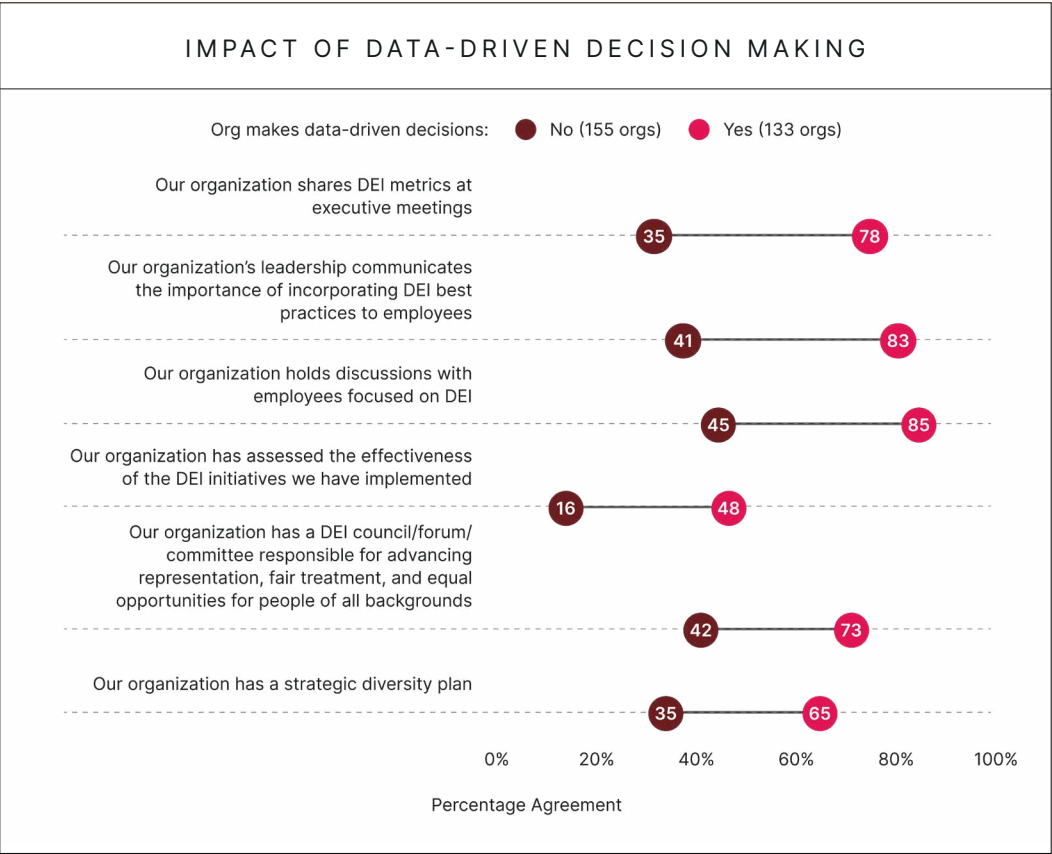 IMPACT OF DATA-DRIVEN DECISION MAKING
Org makes data-driven decisions: No (155 orgs) Yes (133 orgs)
Our organization shares DEI metrics at
executive meetings
35 78
Our organization’s leadership communicates
the importance of incorporating DEI best
practices to employees
41 83
Our organization holds discussions with
employees focused on DEI
45 85
Our organization has assessed the effectiveness
of the DEI initiatives we have implemented
16 48
Our organization has a DEI council/forum/
committee responsible for advancing
representation, fair treatment, and equal
opportunities for people of all backgrounds
42 73
Our organization has a strategic diversity plan
35 65
0% 20% 40% 60% 80% 100%
Percentage Agreement